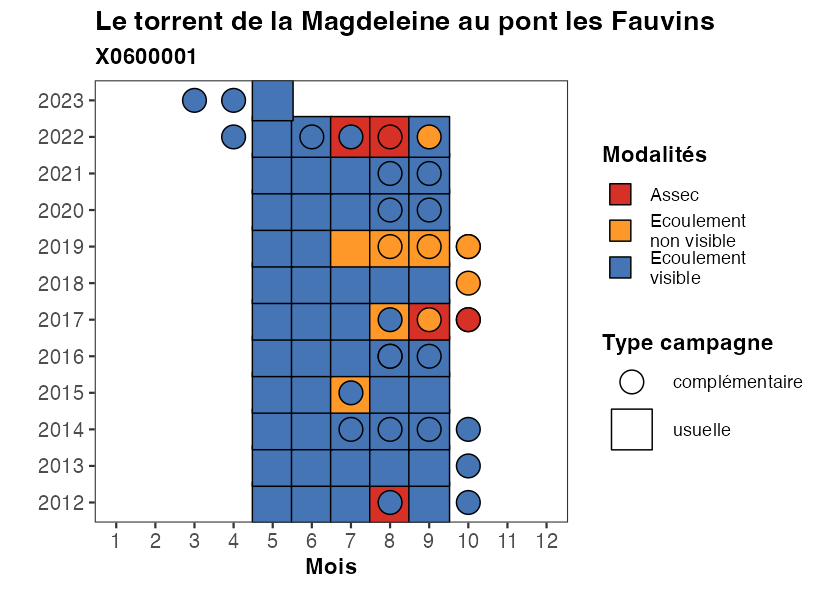 Le torrent de la Magdeleine au pont les Fauvins
X0600001
2023
2022
2021
2020
2019
2018
2017
2016
2015
2014
2013
2012
1 2 3 4 5 6 7 8 9 10 11 12
Mois
Modalités
Assec
Ecoulement
non visible
Ecoulement
visible
Type campagne
complémentaire
usuelle